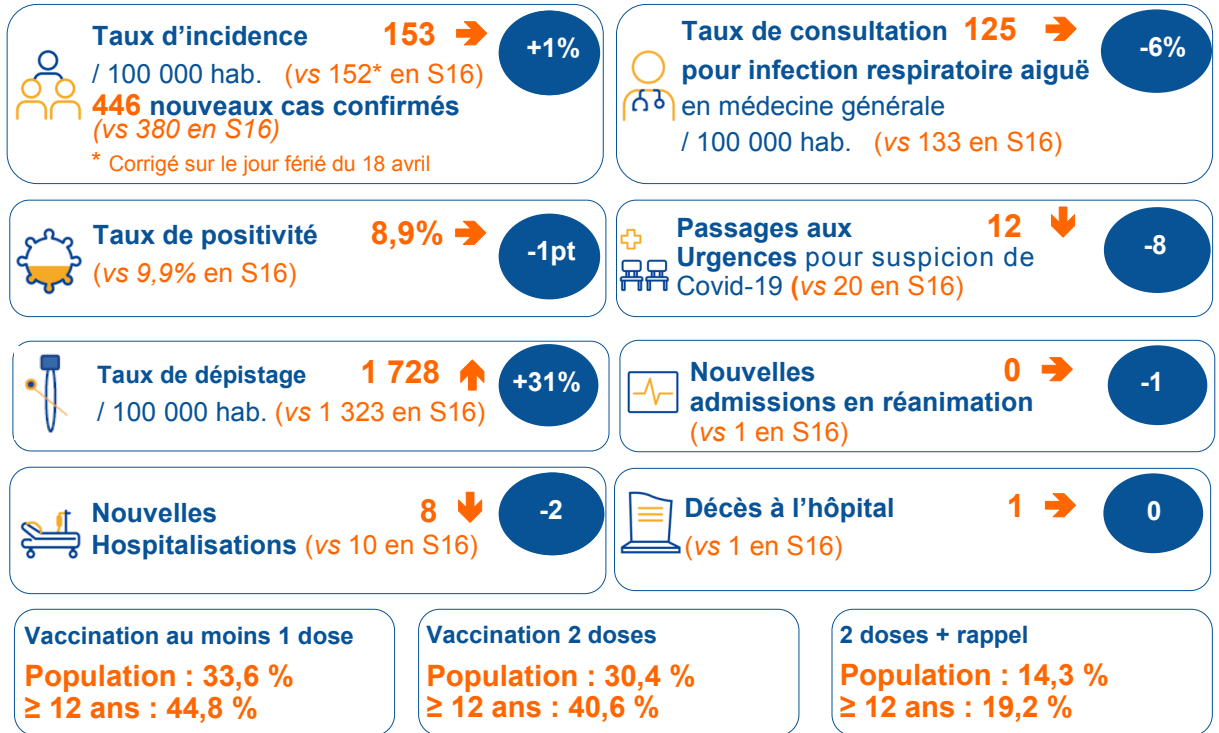 Taux d’incidence 153
/ 100 000 hab. (vs 152* en S16)
446 nouveaux cas confirmés
(vs 380 en S16)
* Corrigé sur le jour férié du 18 avril
+1%
Taux de consultation 125
pour infection respiratoire aiguë
en médecine générale
/ 100 000 hab. (vs 133 en S16)
-6%
Taux de positivité 8,9%
(vs 9,9% en S16)
-1pt
Passages aux 12
Urgences pour suspicion de
Covid-19 (vs 20 en S16)
-8
Taux de dépistage 1 728
/ 100 000 hab. (vs 1 323 en S16)
+31%
Nouvelles 0
admissions en réanimation
(vs 1 en S16)
-1
Nouvelles 8
Hospitalisations (vs 10 en S16)
-2
Décès à l’hôpital 1
(vs 1 en S16)
0
Vaccination au moins 1 dose
Population : 33,6 %
≥ 12 ans : 44,8 %
Vaccination 2 doses
Population : 30,4 %
≥ 12 ans : 40,6 %
2 doses + rappel
Population : 14,3 %
≥ 12 ans : 19,2 %